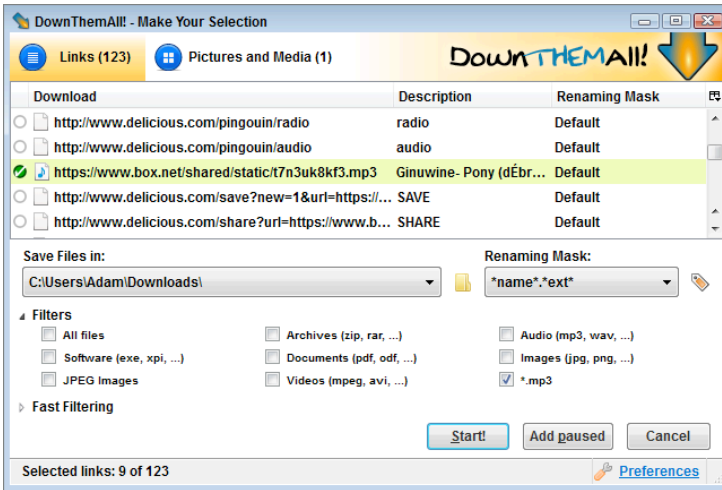 DownThemAll! - Make Your Selection
Links (123) Pictures and Media (1) DownTHEMAll!
Download Description Renaming Mask
http://www.delicious.com/pingouin/radio radio Default
http://www.delicious.com/pingouin/audio audio Default
https://www.box.net/shared/static/t7n3uk8kf3.mp3 Ginuwine- Pony (dÉbr... Default
http://www.delicious.com/save?new=1&url=https://... SAVE Default
http://www.delicious.com/share?url=https://www.b... SHARE Default
Save Files in: Renaming Mask:
C:\Users\Adam\Downloads\ *name*.*ext*
Filters
All files Archives (zip, rar, ...) Audio (mp3, wav, ...)
Software (exe, xpi, ...) Documents (pdf, odf, ...) Images (jpg, png, ...)
JPEG Images Videos (mpeg, avi, ...) *.mp3
Fast Filtering
Start! Add paused Cancel
Selected links: 9 of 123 Preferences